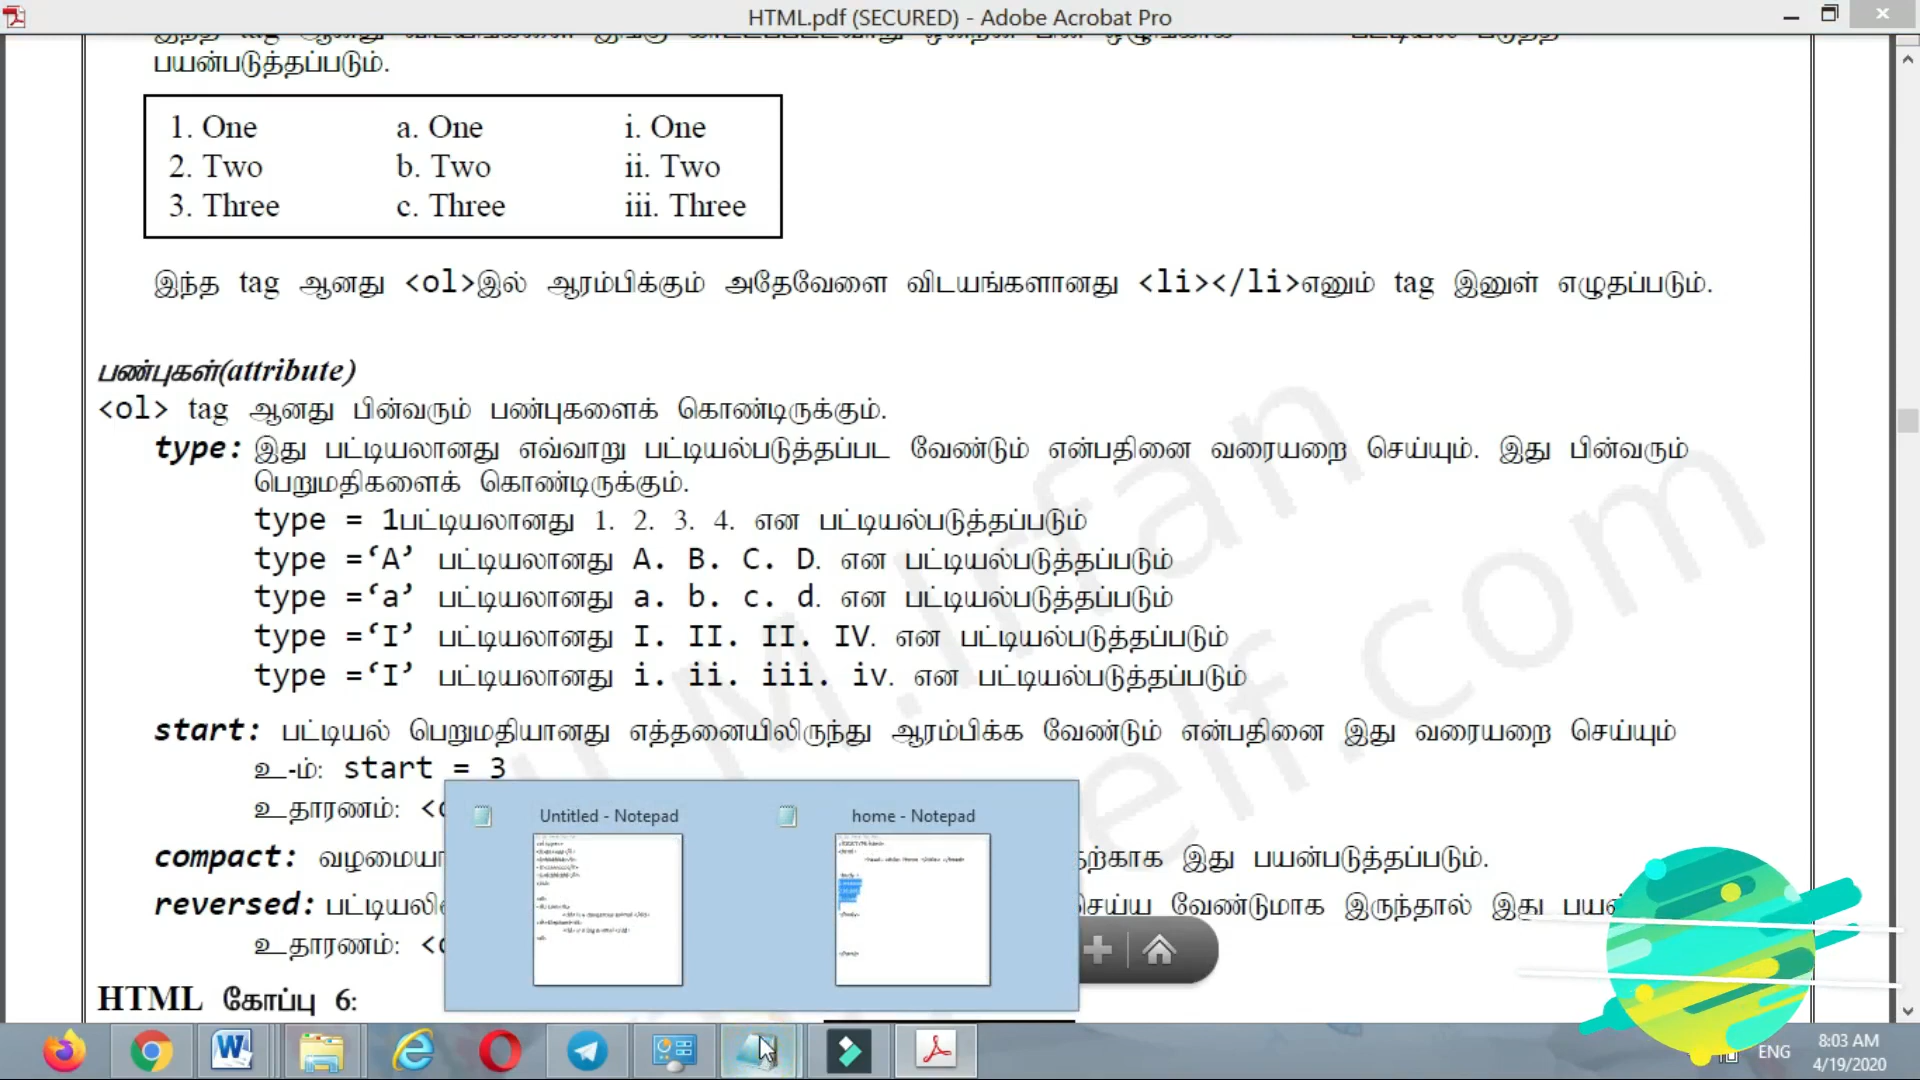 HTML.pdf (SECURED) - Adobe Acrobat Pro
பயன்படுத்தப்படும்.
1. One a. One i. One
2. Two b. Two ii. Two
3. Three c. Three iii. Three
இந்த tag ஆனது <ol>இல் ஆரம்பிக்கும் அதேவேளை விடயங்களானது <li></li>எனும் tag இனுள் எழுதப்படும்.
பண்புகள்(attribute)
<ol> tag ஆனது பின்வரும் பண்புகளைக் கொண்டிருக்கும்.
type: இது பட்டியலானது எவ்வாறு பட்டியல்படுத்தப்பட வேண்டும் என்பதினை வரையறை செய்யும். இது பின்வரும்
பெறுமதிகளைக் கொண்டிருக்கும்.
type = 1பட்டியலானது 1. 2. 3. 4. என பட்டியல்படுத்தப்படும்
type =‘A’ பட்டியலானது A. B. C. D. என பட்டியல்படுத்தப்படும்
type =‘a’ பட்டியலானது a. b. c. d. என பட்டியல்படுத்தப்படும்
type =‘I’ பட்டியலானது I. II. II. IV. என பட்டியல்படுத்தப்படும்
type =‘I’ பட்டியலானது i. ii. iii. iv. என பட்டியல்படுத்தப்படும்
start: பட்டியல் பெறுமதியானது எத்தனையிலிருந்து ஆரம்பிக்க வேண்டும் என்பதினை இது வரையறை செய்யும்
உ-ம்: start = 3
உதாரணம்:
Untitled - Notepad home - Notepad
compact: இது பயன்படுத்தப்படும்.
reversed: செய்ய வேண்டுமாக இருந்தால் இது
உதாரணம்:
HTML கோப்பு 6:
M.Irfan
elf.com
ENG
8:03 AM
4/19/2020